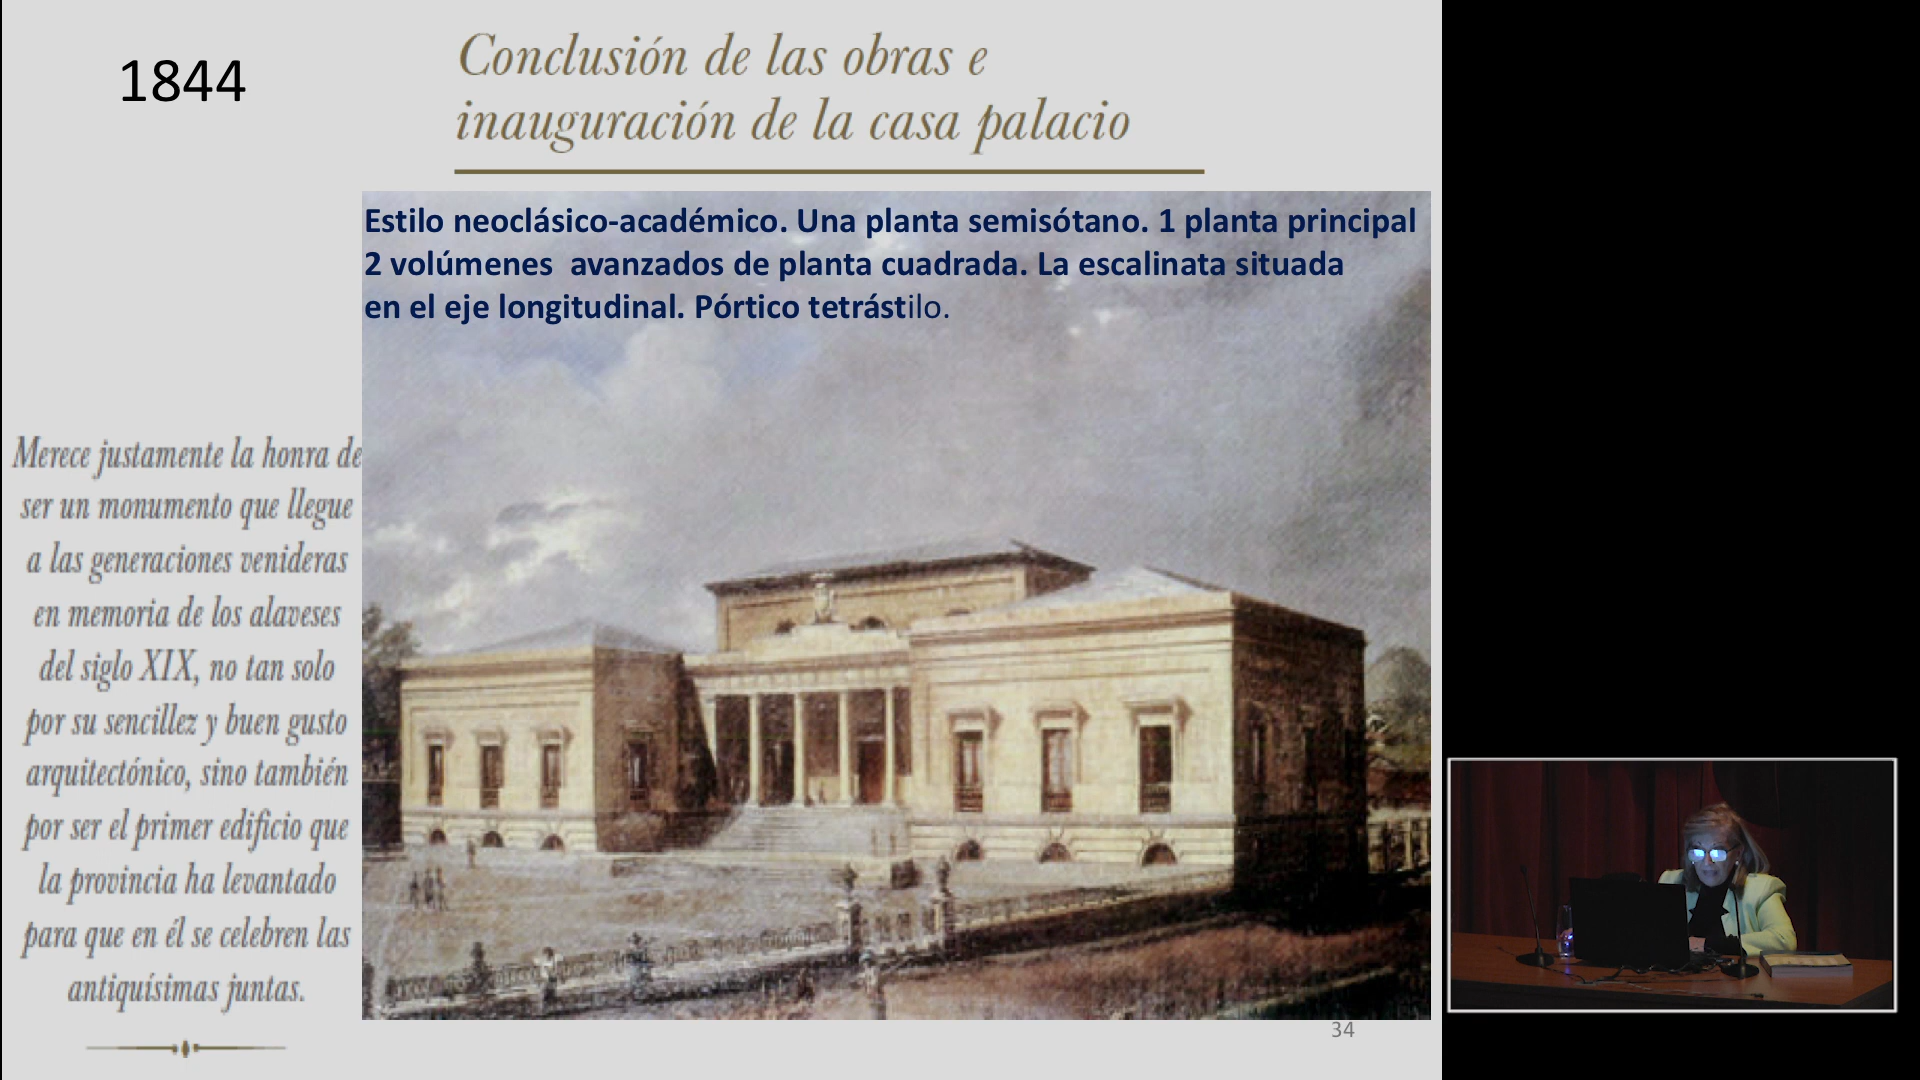 1844
Conclusión de las obras e
inauguración de la casa palacio
Estilo neoclásico-académico. Una planta semisótano. 1 planta principal
2 volúmenes  avanzados de planta cuadrada. La escalinata situada
en el eje longitudinal. Pórtico tetrástilo.
Merece justamente la honra de
ser un monumento que llegue
a las generaciones venideras
en memoria de los alaveses
del siglo XIX, no tan solo
por su sencillez y buen gusto
arquitectónico, sino también
por ser el primer edificio que
la provincia ha levantado
para que en él se celebren las
antiquísimas juntas.
34